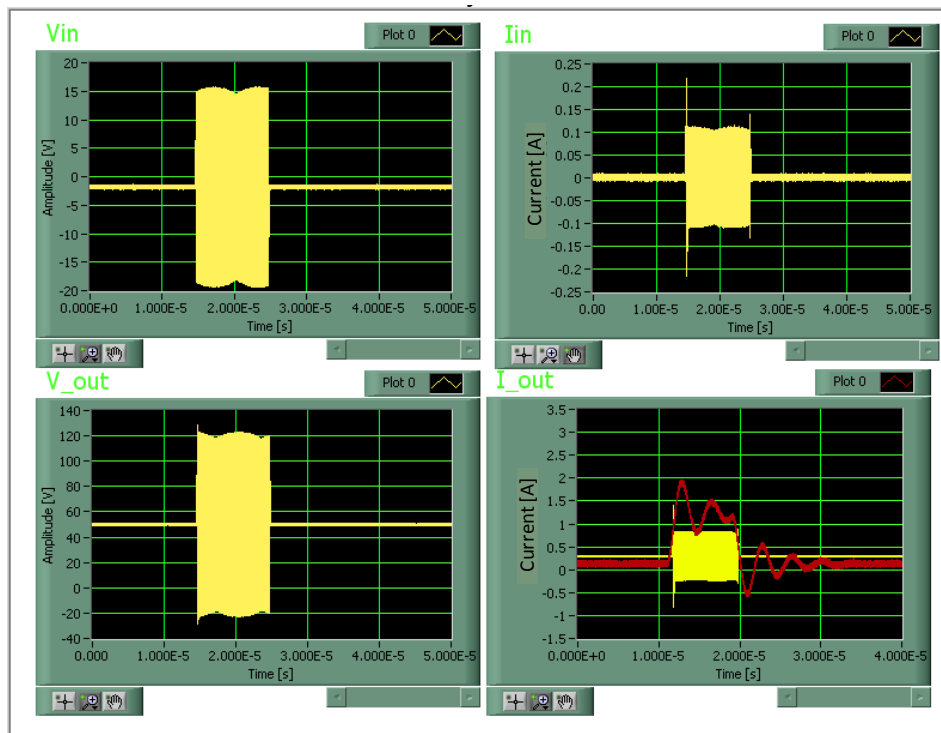 Vin
Plot 0
Amplitude [V]
20
15
10
5
0
-5
-10
-15
-20
0.000E+0 1.000E-5 2.000E-5 3.000E-5 4.000E-5 5.000E-5
Time [s]
Iin
Plot 0
Current [A]
0.25
0.2
0.15
0.1
0.05
0
-0.05
-0.1
-0.15
-0.2
-0.25
0.00 1.00E-5 2.00E-5 3.00E-5 4.00E-5 5.00E-5
Time [s]
V_out
Plot 0
Amplitude [V]
140
120
100
80
60
40
20
0
-20
-40
0.000 1.000E-5 2.000E-5 3.000E-5 4.000E-5 5.000E-5
Time [s]
I_out
Plot 0
Current [A]
3.5
3
2.5
2
1.5
1
0.5
0
-0.5
-1
-1.5
0.000E+0 1.000E-5 2.000E-5 3.000E-5 4.000E-5
Time [s]